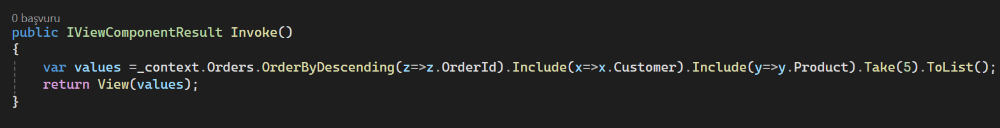 0 başvuru
public IViewComponentResult Invoke()
{
var values =_context.Orders.OrderByDescending(z=>z.OrderId).Include(x=>x.Customer).Include(y=>y.Product).Take(5).ToList();
return View(values);
}